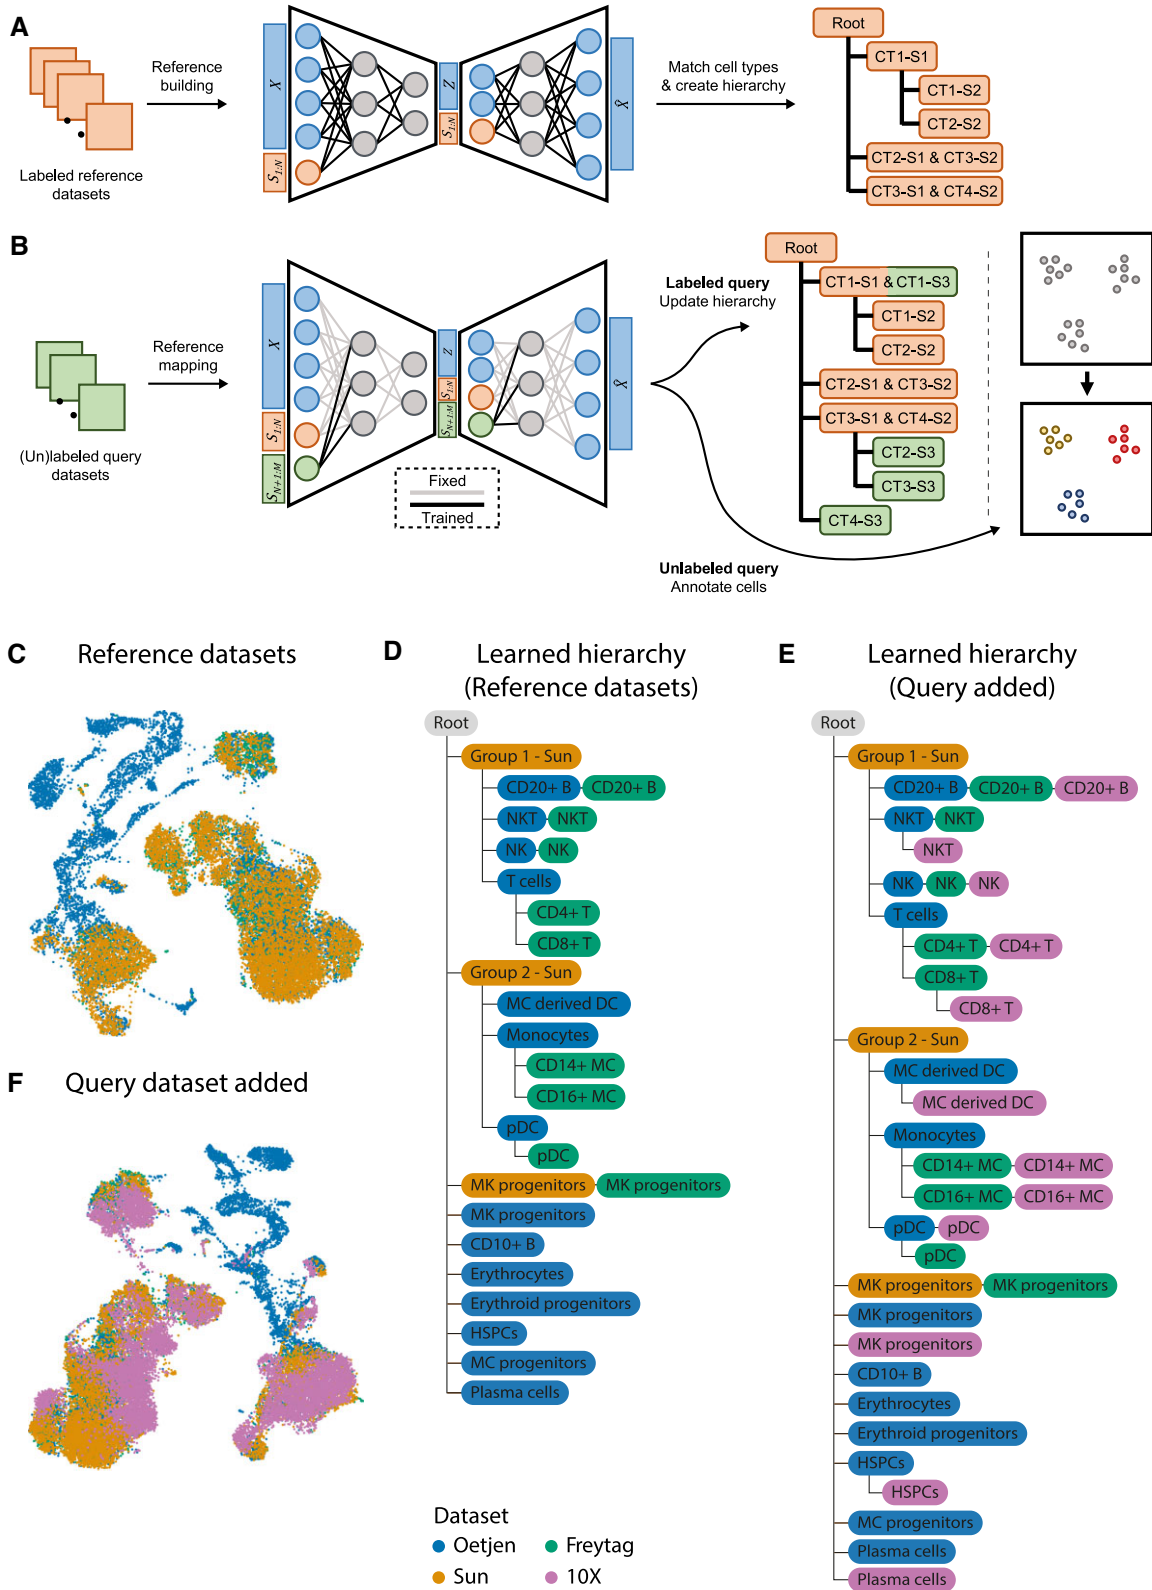 A
Labeled reference
datasets
Reference
building
X
S1:N
Z
S1:N
X̂
Match cell types
& create hierarchy
Root
CT1-S1
CT1-S2
CT2-S2
CT2-S1 & CT3-S2
CT3-S1 & CT4-S2
B
(Un)labeled query
datasets
Reference
mapping
X
S1:N
SN+1:M
Z
S1:N
SN+1:M
X̂
Fixed
Trained
Labeled query
Update hierarchy
Unlabeled query
Annotate cells
Root
CT1-S1 & CT1-S3
CT1-S2
CT2-S2
CT2-S1 & CT3-S2
CT3-S1 & CT4-S2
CT2-S3
CT3-S3
CT4-S3
C Reference datasets
D Learned hierarchy
(Reference datasets)
Root
Group 1 - Sun
CD20+ B CD20+ B
NKT NKT
NK NK
T cells
CD4+ T
CD8+ T
Group 2 - Sun
MC derived DC
Monocytes
CD14+ MC
CD16+ MC
pDC
pDC
MK progenitors MK progenitors
MK progenitors
CD10+ B
Erythrocytes
Erythroid progenitors
HSPCs
MC progenitors
Plasma cells
E Learned hierarchy
(Query added)
Root
Group 1 - Sun
CD20+ B CD20+ B CD20+ B
NKT NKT
NKT
NK NK NK
T cells
CD4+ T CD4+ T
CD8+ T
CD8+ T
Group 2 - Sun
MC derived DC
MC derived DC
Monocytes
CD14+ MC CD14+ MC
CD16+ MC CD16+ MC
pDC pDC
pDC
MK progenitors MK progenitors
MK progenitors
MK progenitors
CD10+ B
Erythrocytes
Erythroid progenitors
HSPCs
HSPCs
MC progenitors
Plasma cells
Plasma cells
F Query dataset added
Dataset
Oetjen Freytag
Sun 10X